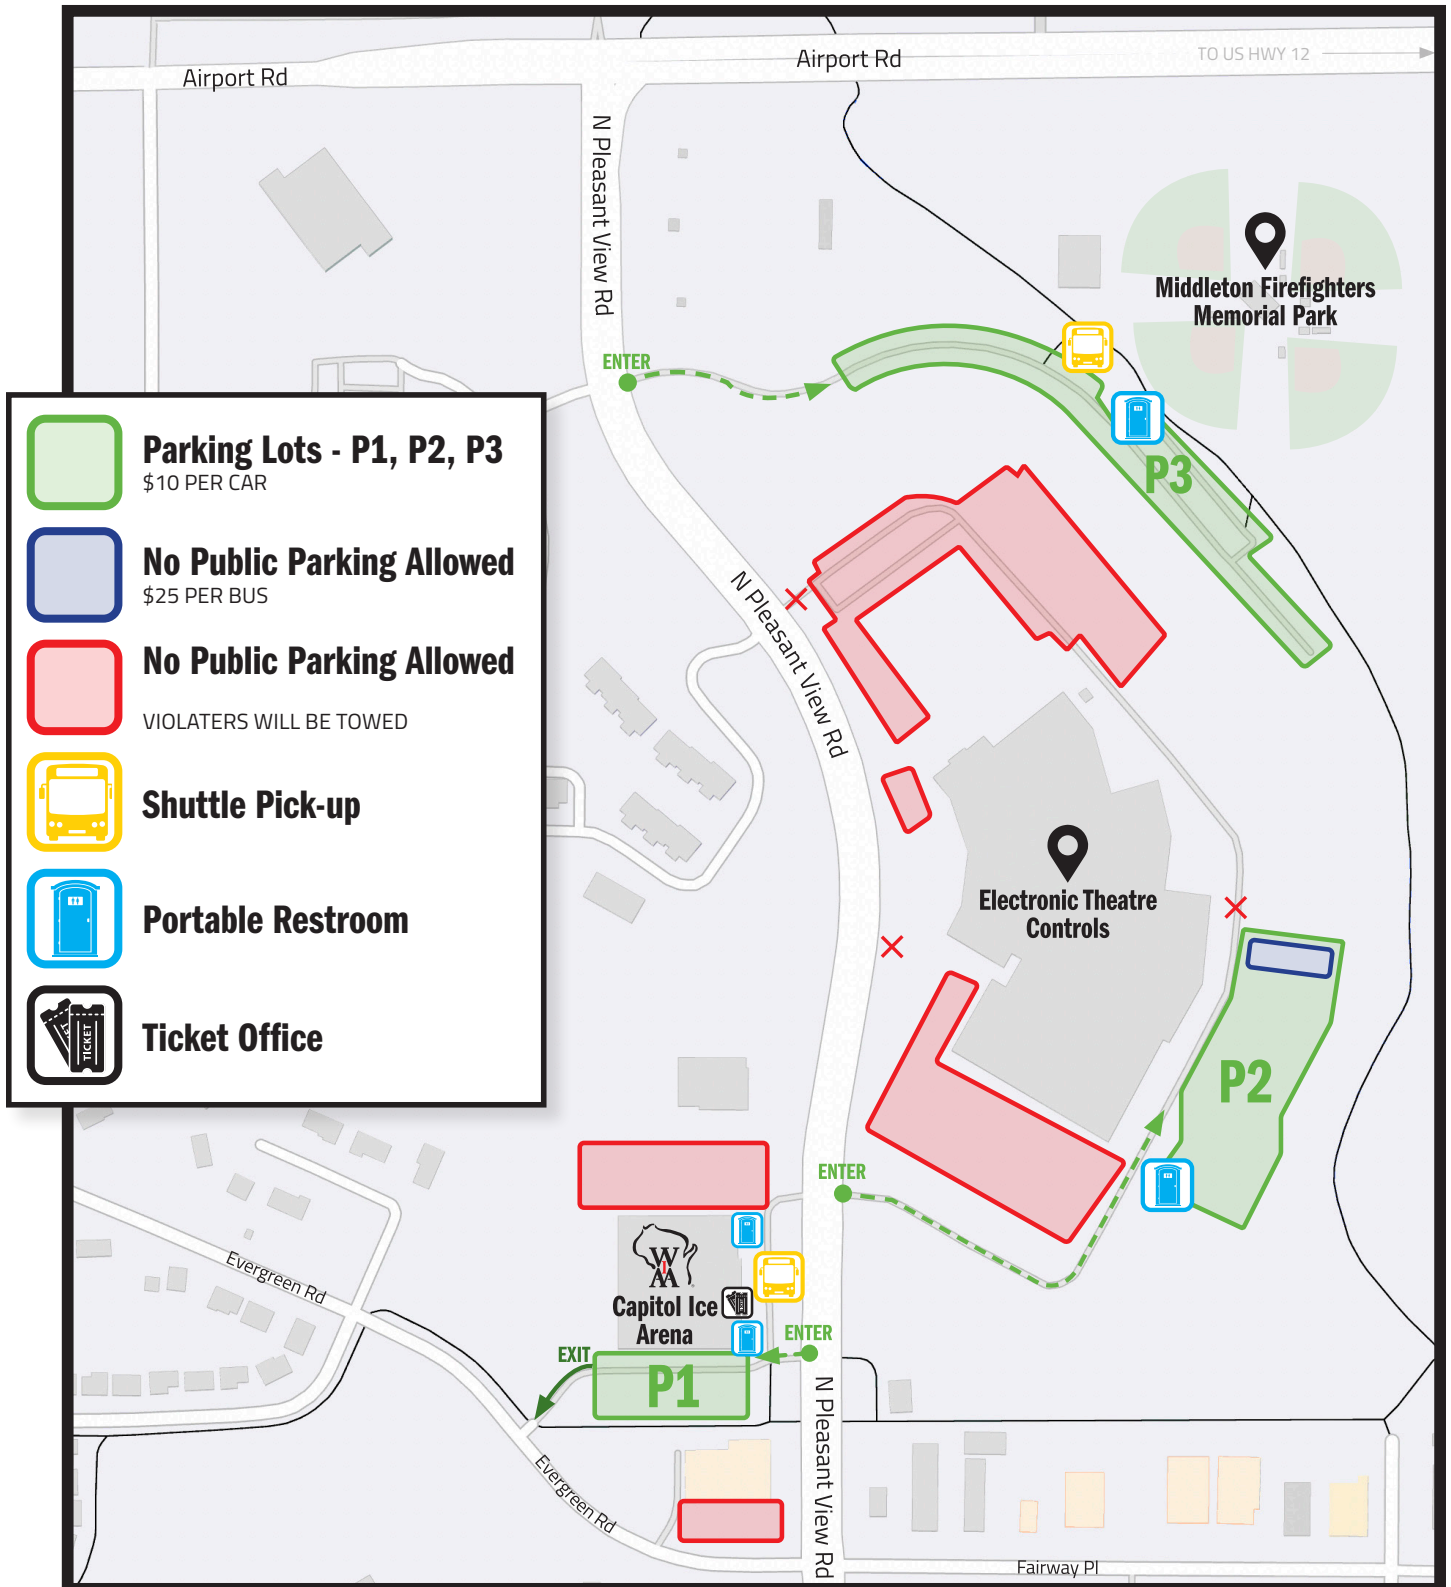 Airport Rd
Airport Rd
TO US HWY 12
N Pleasant View Rd
Middleton Firefighters
Memorial Park
ENTER
P3
Parking Lots - P1, P2, P3
$10 PER CAR
No Public Parking Allowed
$25 PER BUS
No Public Parking Allowed
VIOLATERS WILL BE TOWED
Shuttle Pick-up
Portable Restroom
TICKET
Ticket Office
N Pleasant View Rd
Electronic Theatre
Controls
P2
ENTER
Evergreen Rd
WIAA
Capitol Ice
Arena
ENTER
EXIT
P1
N Pleasant View Rd
Evergreen Rd
Fairway Pl